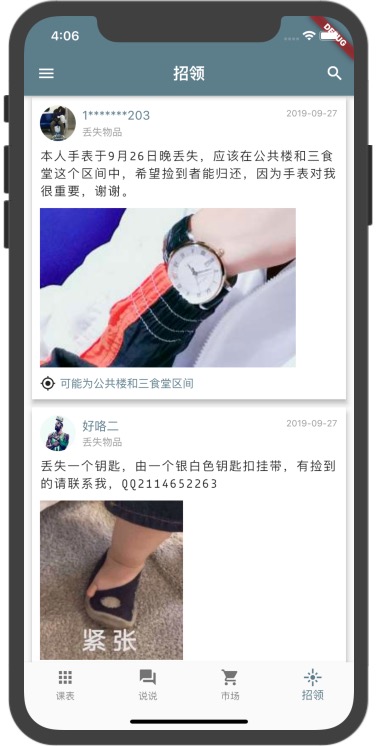 4:06
DEBUG
招领
1*******203
2019-09-27
丢失物品
本人手表于9月26日晚丢失，应该在公共楼和三食
堂这个区间中，希望捡到者能归还，因为手表对我
很重要，谢谢。
可能为公共楼和三食堂区间
好咯二
2019-09-27
丢失物品
丢失一个钥匙，由一个银白色钥匙扣挂带，有捡到
的请联系我，QQ2114652263
紧张
课表
说说
市场
招领